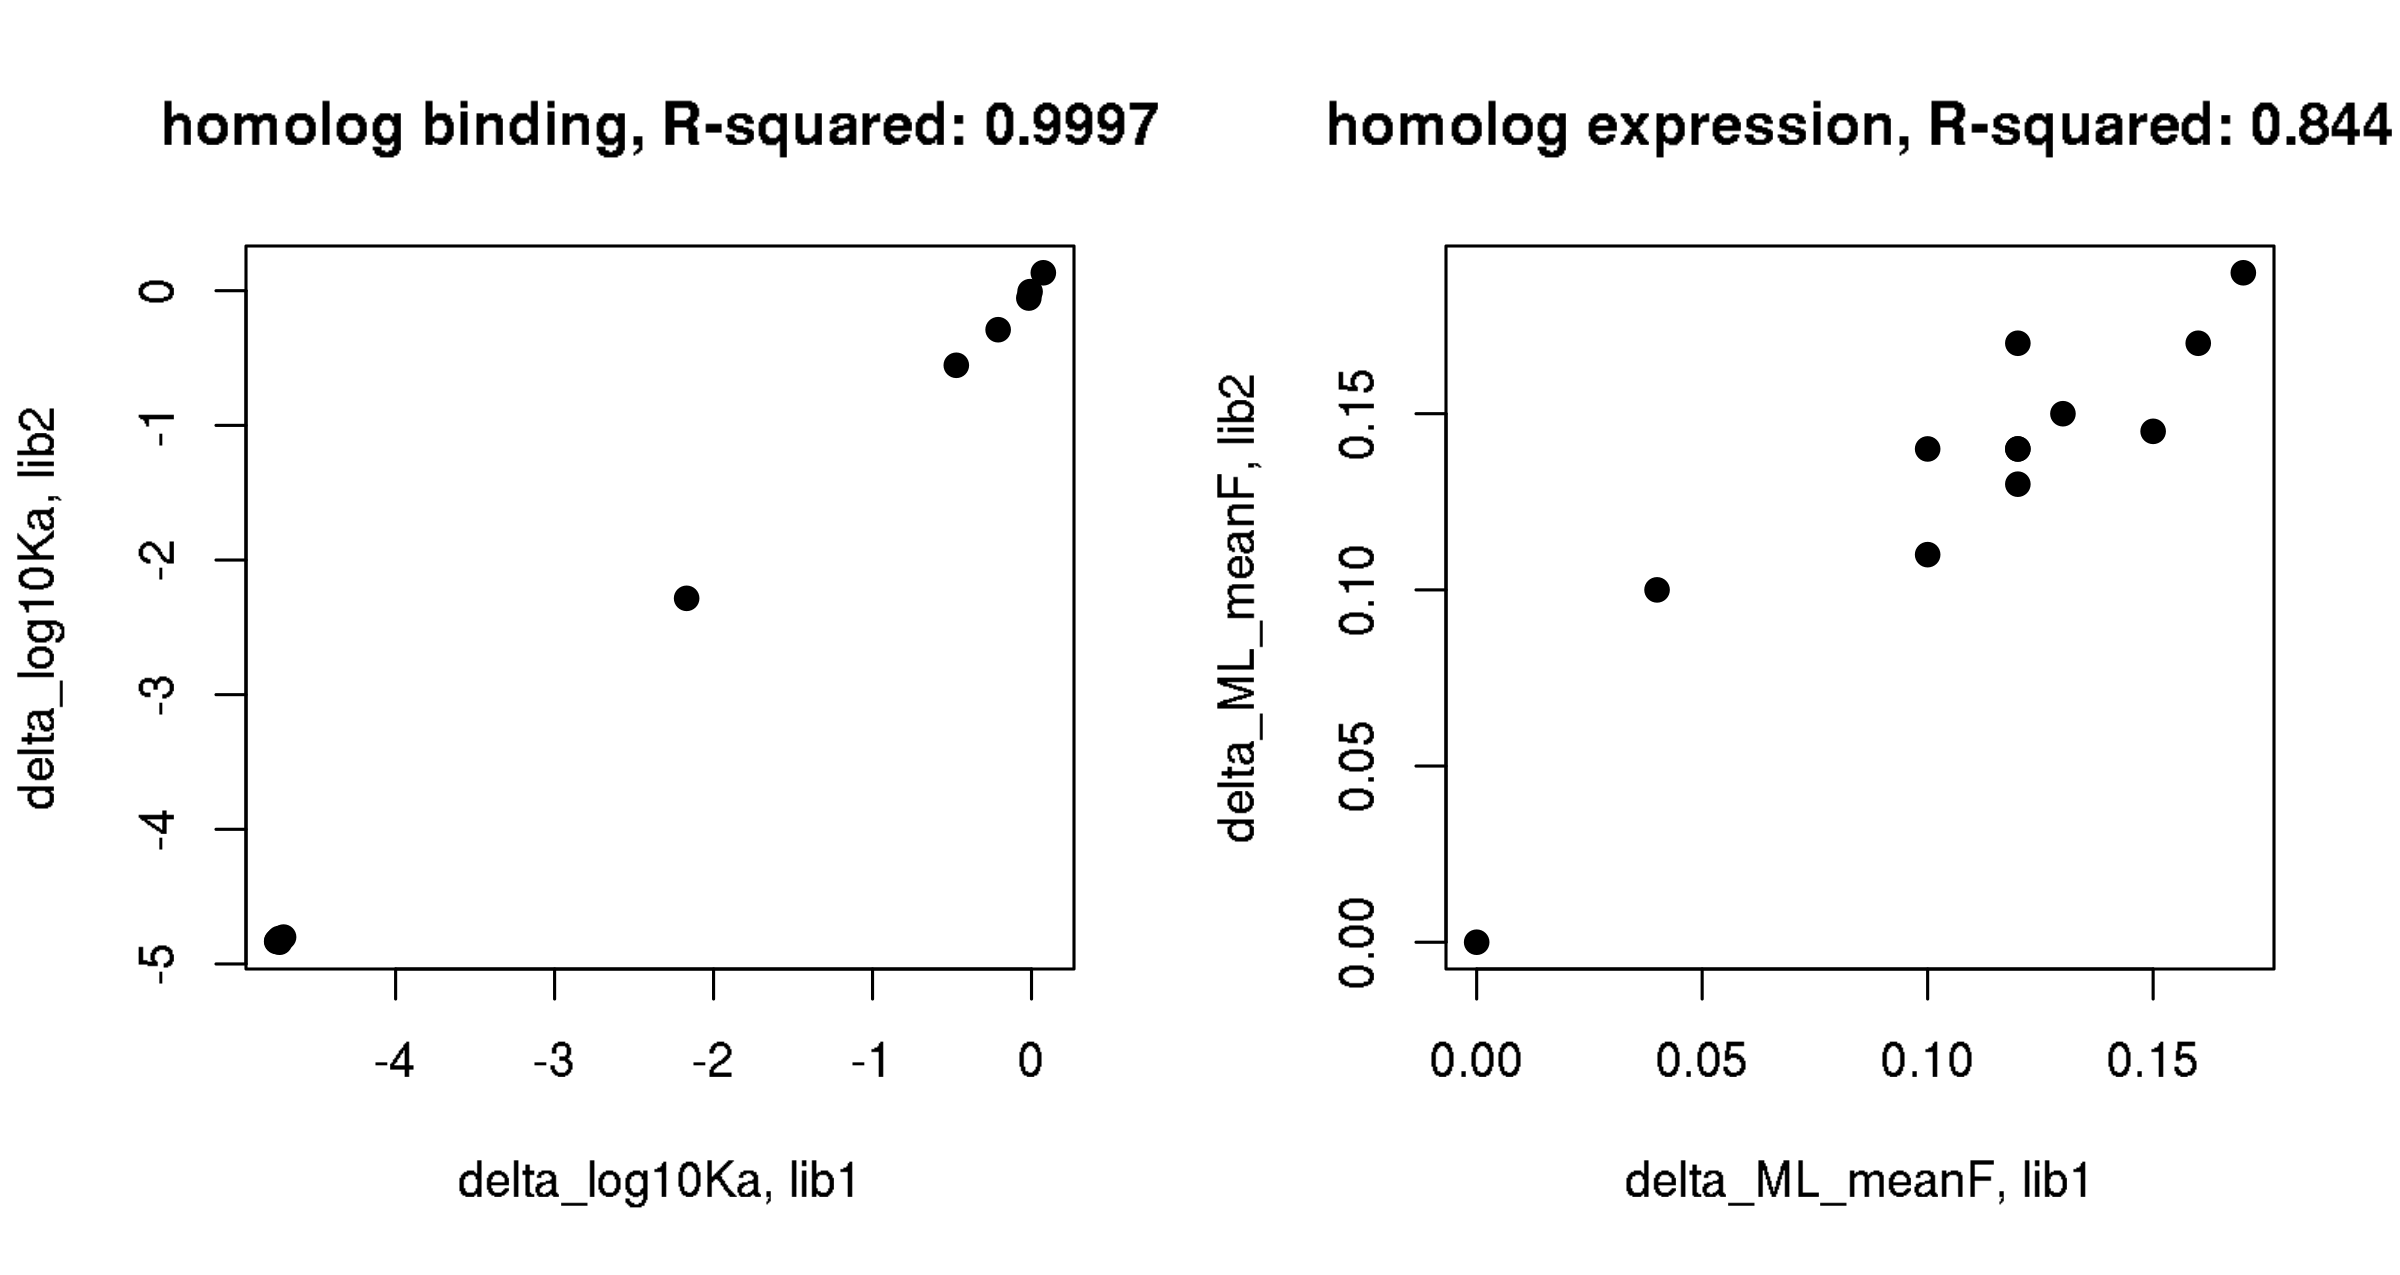 homolog binding, R-squared: 0.9997
delta_log10Ka, lib2
0
-1
-2
-3
-4
-5
-4 -3 -2 -1 0
delta_log10Ka, lib1
homolog expression, R-squared: 0.844
delta_ML_meanF, lib2
0.15
0.10
0.05
0.00
0.00 0.05 0.10 0.15
delta_ML_meanF, lib1